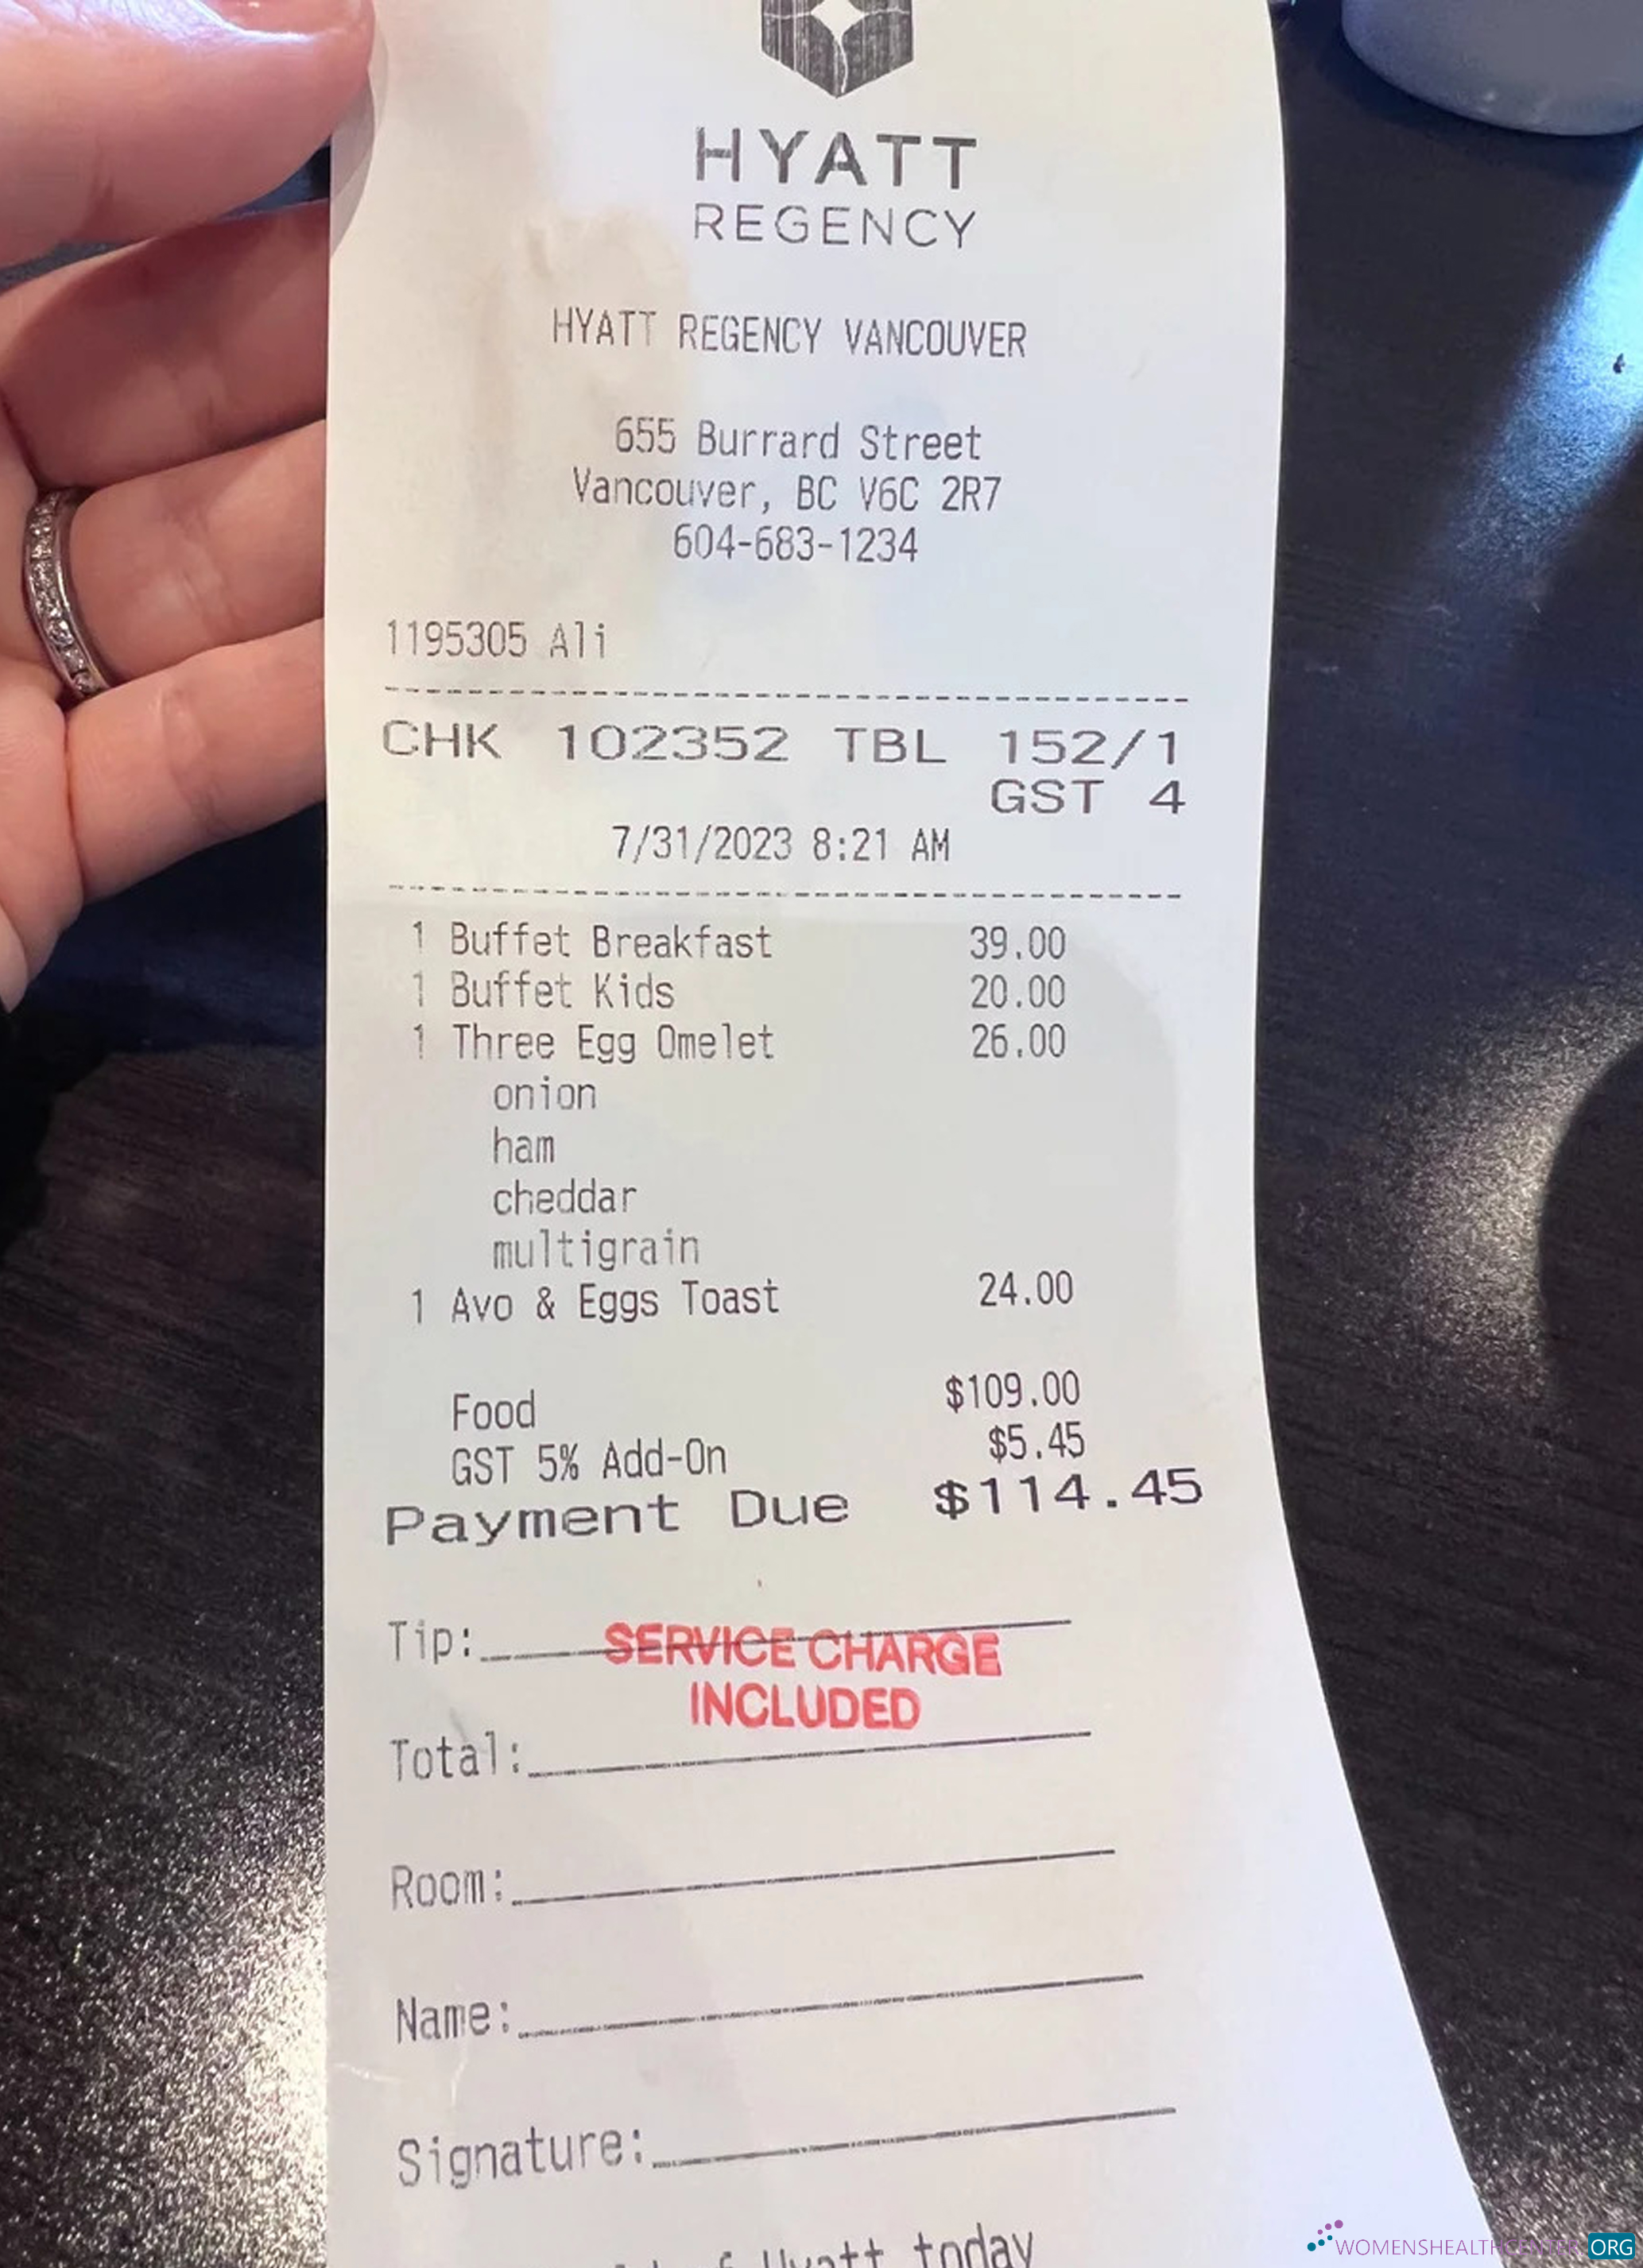 HYATT
REGENCY
HYATT REGENCY VANCOUVER
655 Burrard Street
Vancouver, BC V6C 2R7
604-683-1234
1195305 Ali
CHK 102352 TBL 152/1
GST 4
7/31/2023 8:21 AM
1 Buffet Breakfast 39.00
1 Buffet Kids 20.00
1 Three Egg Omelet 26.00
onion
ham
cheddar
multigrain
1 Avo & Eggs Toast 24.00
Food $109.00
GST 5% Add-On $5.45
Payment Due $114.45
Tip:
SERVICE CHARGE
INCLUDED
Total:
Room:
Name:
Signature:
Hyatt today
WOMENSHEALTHCENTER.ORG